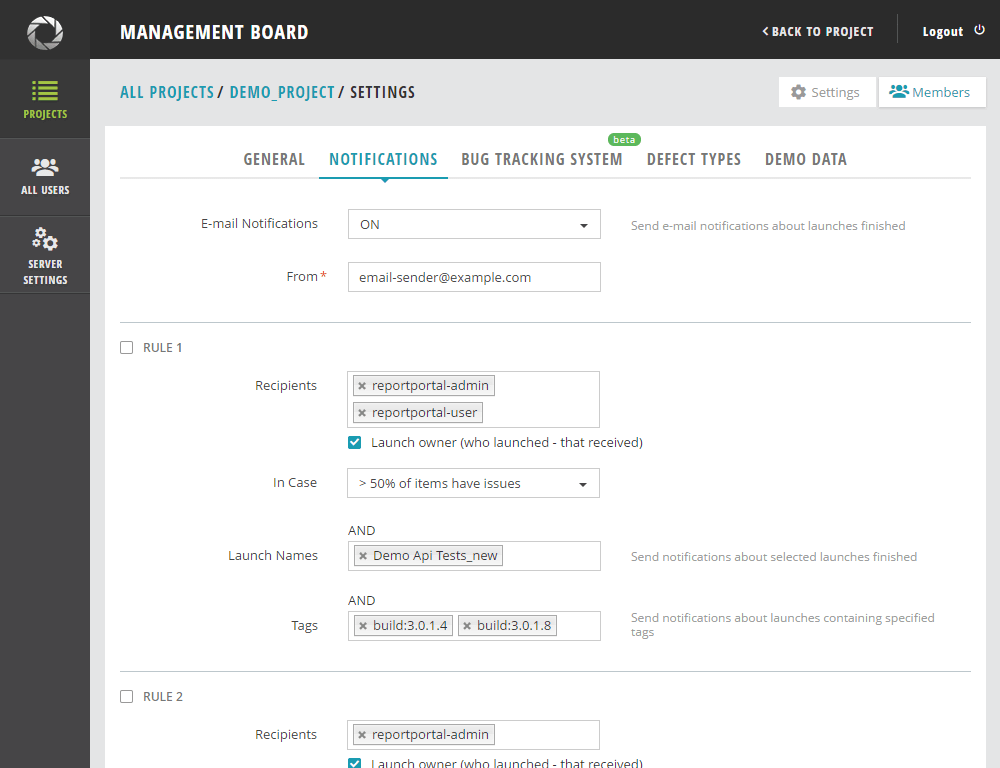 MANAGEMENT BOARD
BACK TO PROJECT
Logout
PROJECTS
ALL USERS
SERVER
SETTINGS
ALL PROJECTS / DEMO_PROJECT / SETTINGS
Settings
Members
beta
GENERAL NOTIFICATIONS BUG TRACKING SYSTEM DEFECT TYPES DEMO DATA
E-mail Notifications
ON
Send e-mail notifications about launches finished
From*
email-sender@example.com
RULE 1
Recipients
reportportal-admin
reportportal-user
Launch owner (who launched - that received)
In Case
> 50% of items have issues
AND
Launch Names
Demo Api Tests_new
Send notifications about selected launches finished
AND
Tags
build:3.0.1.4 build:3.0.1.8
Send notifications about launches containing specified
tags
RULE 2
Recipients
reportportal-admin
Launch owner (who launched - that received)